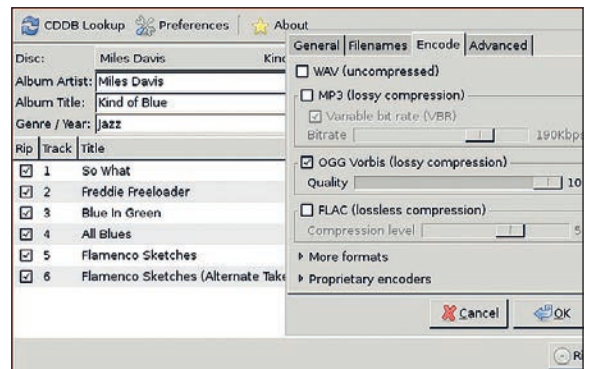 CDDB Lookup Preferences About
Disc: Miles Davis
Album Artist: Miles Davis
Album Title: Kind of Blue
Genre / Year: Jazz
Rip Track Title
1 So What
2 Freddie Freeloader
3 Blue In Green
4 All Blues
5 Flamenco Sketches
6 Flamenco Sketches (Alternate Take
General Filenames Encode Advanced
WAV (uncompressed)
MP3 (lossy compression)
Variable bit rate (VBR)
Bitrate 190Kbps
OGG Vorbis (lossy compression)
Quality 10
FLAC (lossless compression)
Compression level 5
More formats
Proprietary encoders
Cancel OK